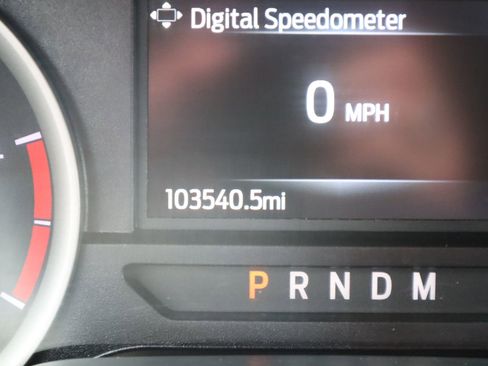 Digital Speedometer
0 MPH
103540.5mi
P R N D M